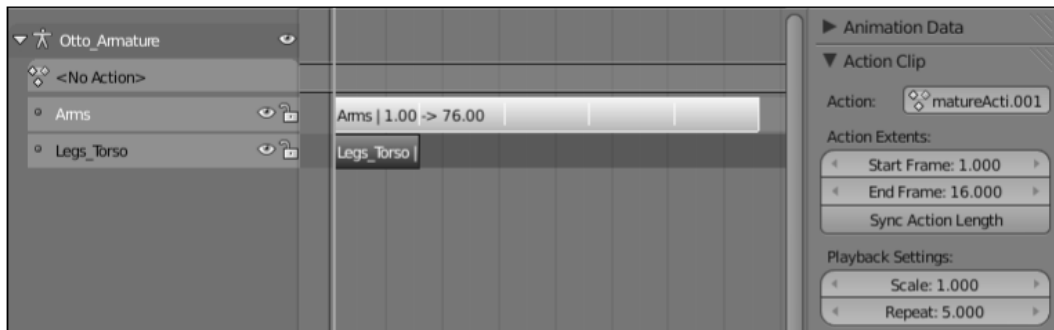 Otto_Armature
<No Action>
Arms
Legs_Torso
Arms | 1.00 -> 76.00
Legs_Torso |
Animation Data
Action Clip
Action: matureActi.001
Action Extents:
Start Frame: 1.000
End Frame: 16.000
Sync Action Length
Playback Settings:
Scale: 1.000
Repeat: 5.000